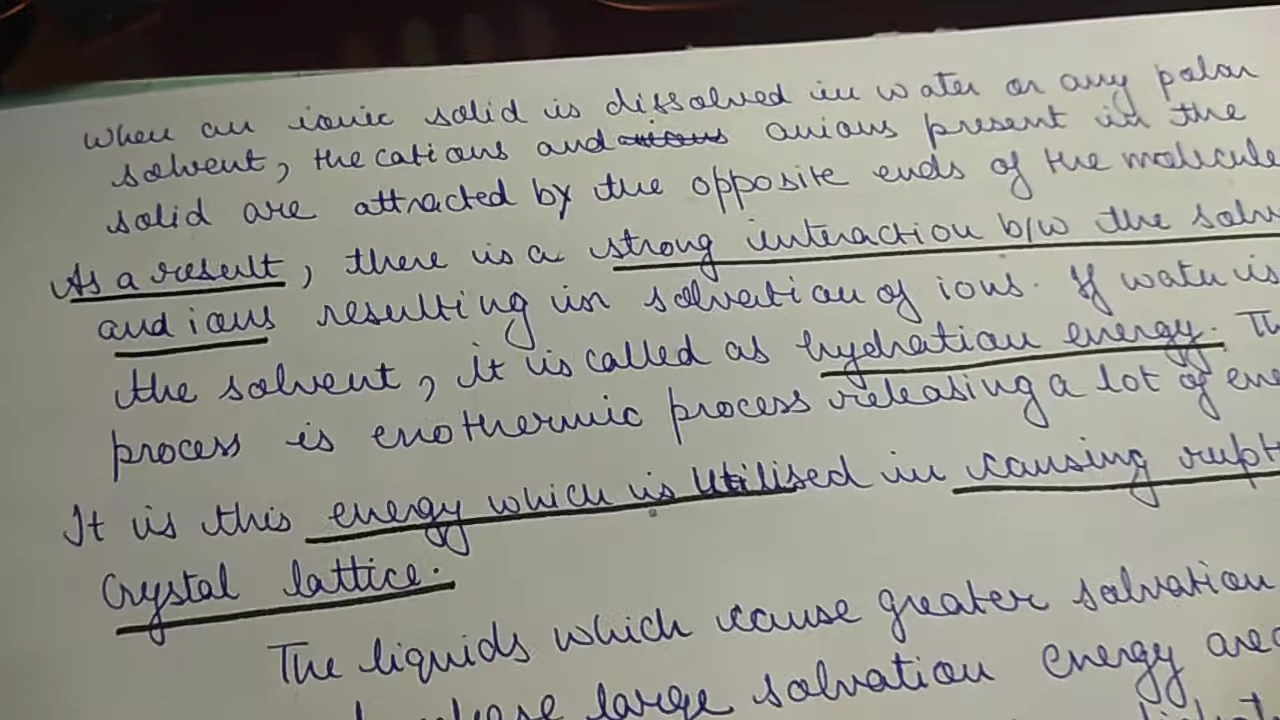 When an ionic solid is dissolved in water or any polar
solvent, the cations and anions present in the
solid are attracted by the opposite ends of the molecule
As a result, there is a strong interaction b/w the solv
and ions resulting in solvation of ions. If water is
the solvent, it is called as hydration energy. Th
process is exothermic process releasing a lot of ene
It is this energy which is utilised in causing rupt
Crystal lattice.
The liquids which cause greater solvation
large solvation energy are